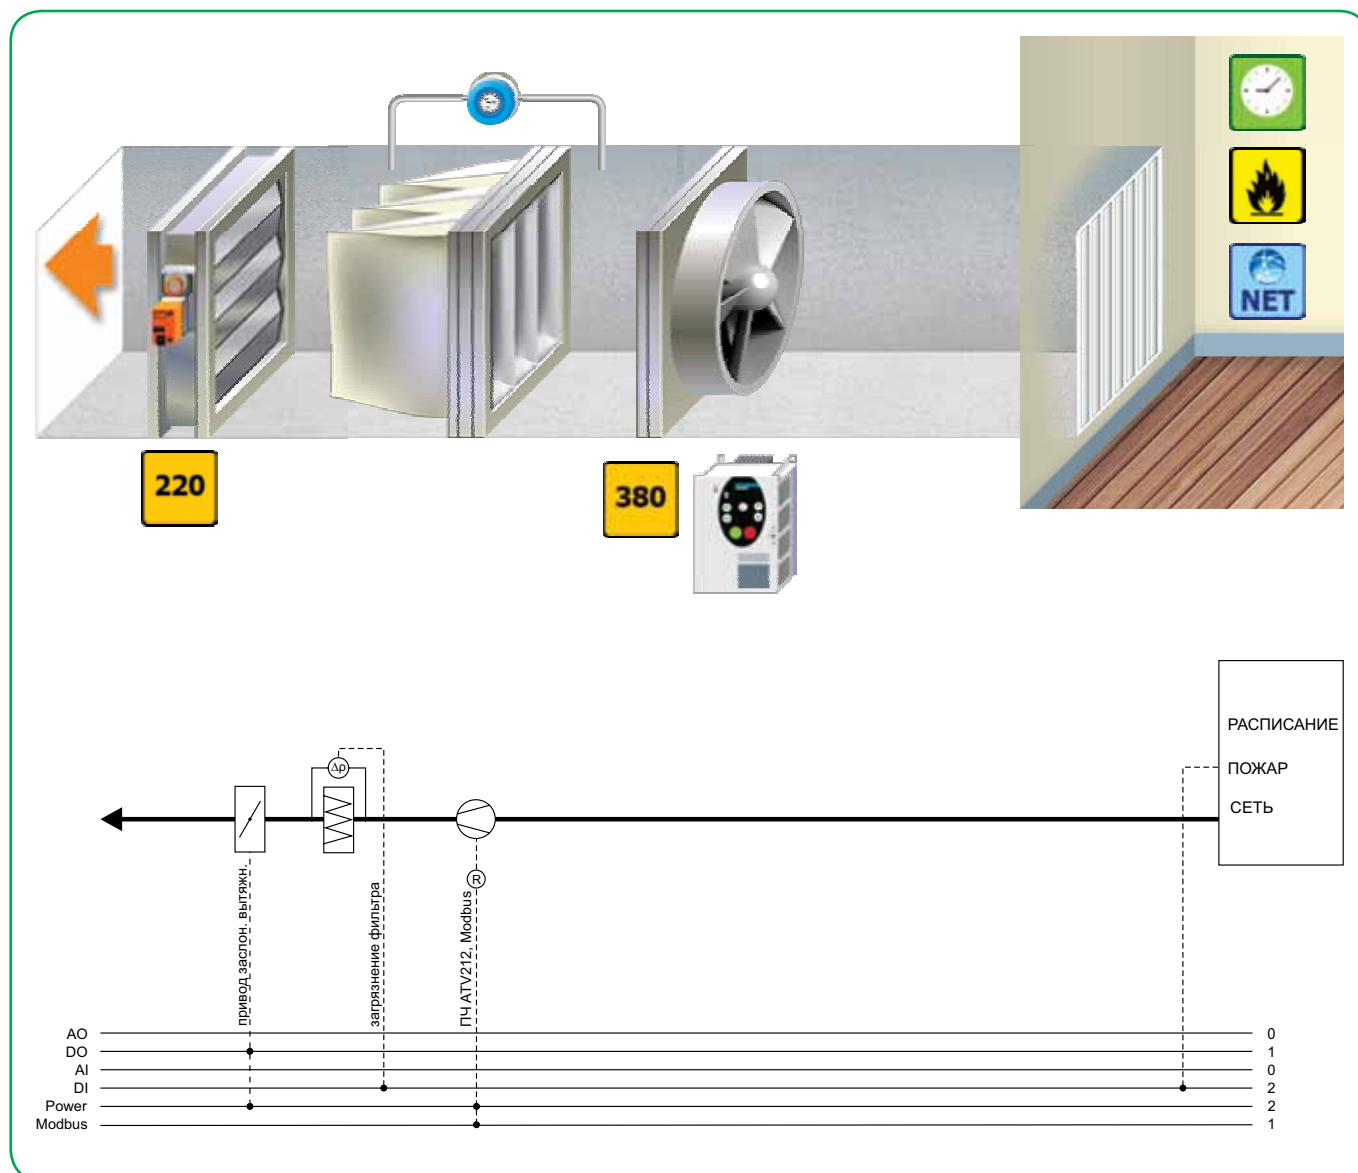 NET
220
380
РАСПИСАНИЕ
ПОЖАР
СЕТЬ
Δρ
R
привод заслон. вытяжн.
загрязнение фильтра
ПЧ ATV212, Modbus
AO 0
DO 1
AI 0
DI 2
Power 2
Modbus 1